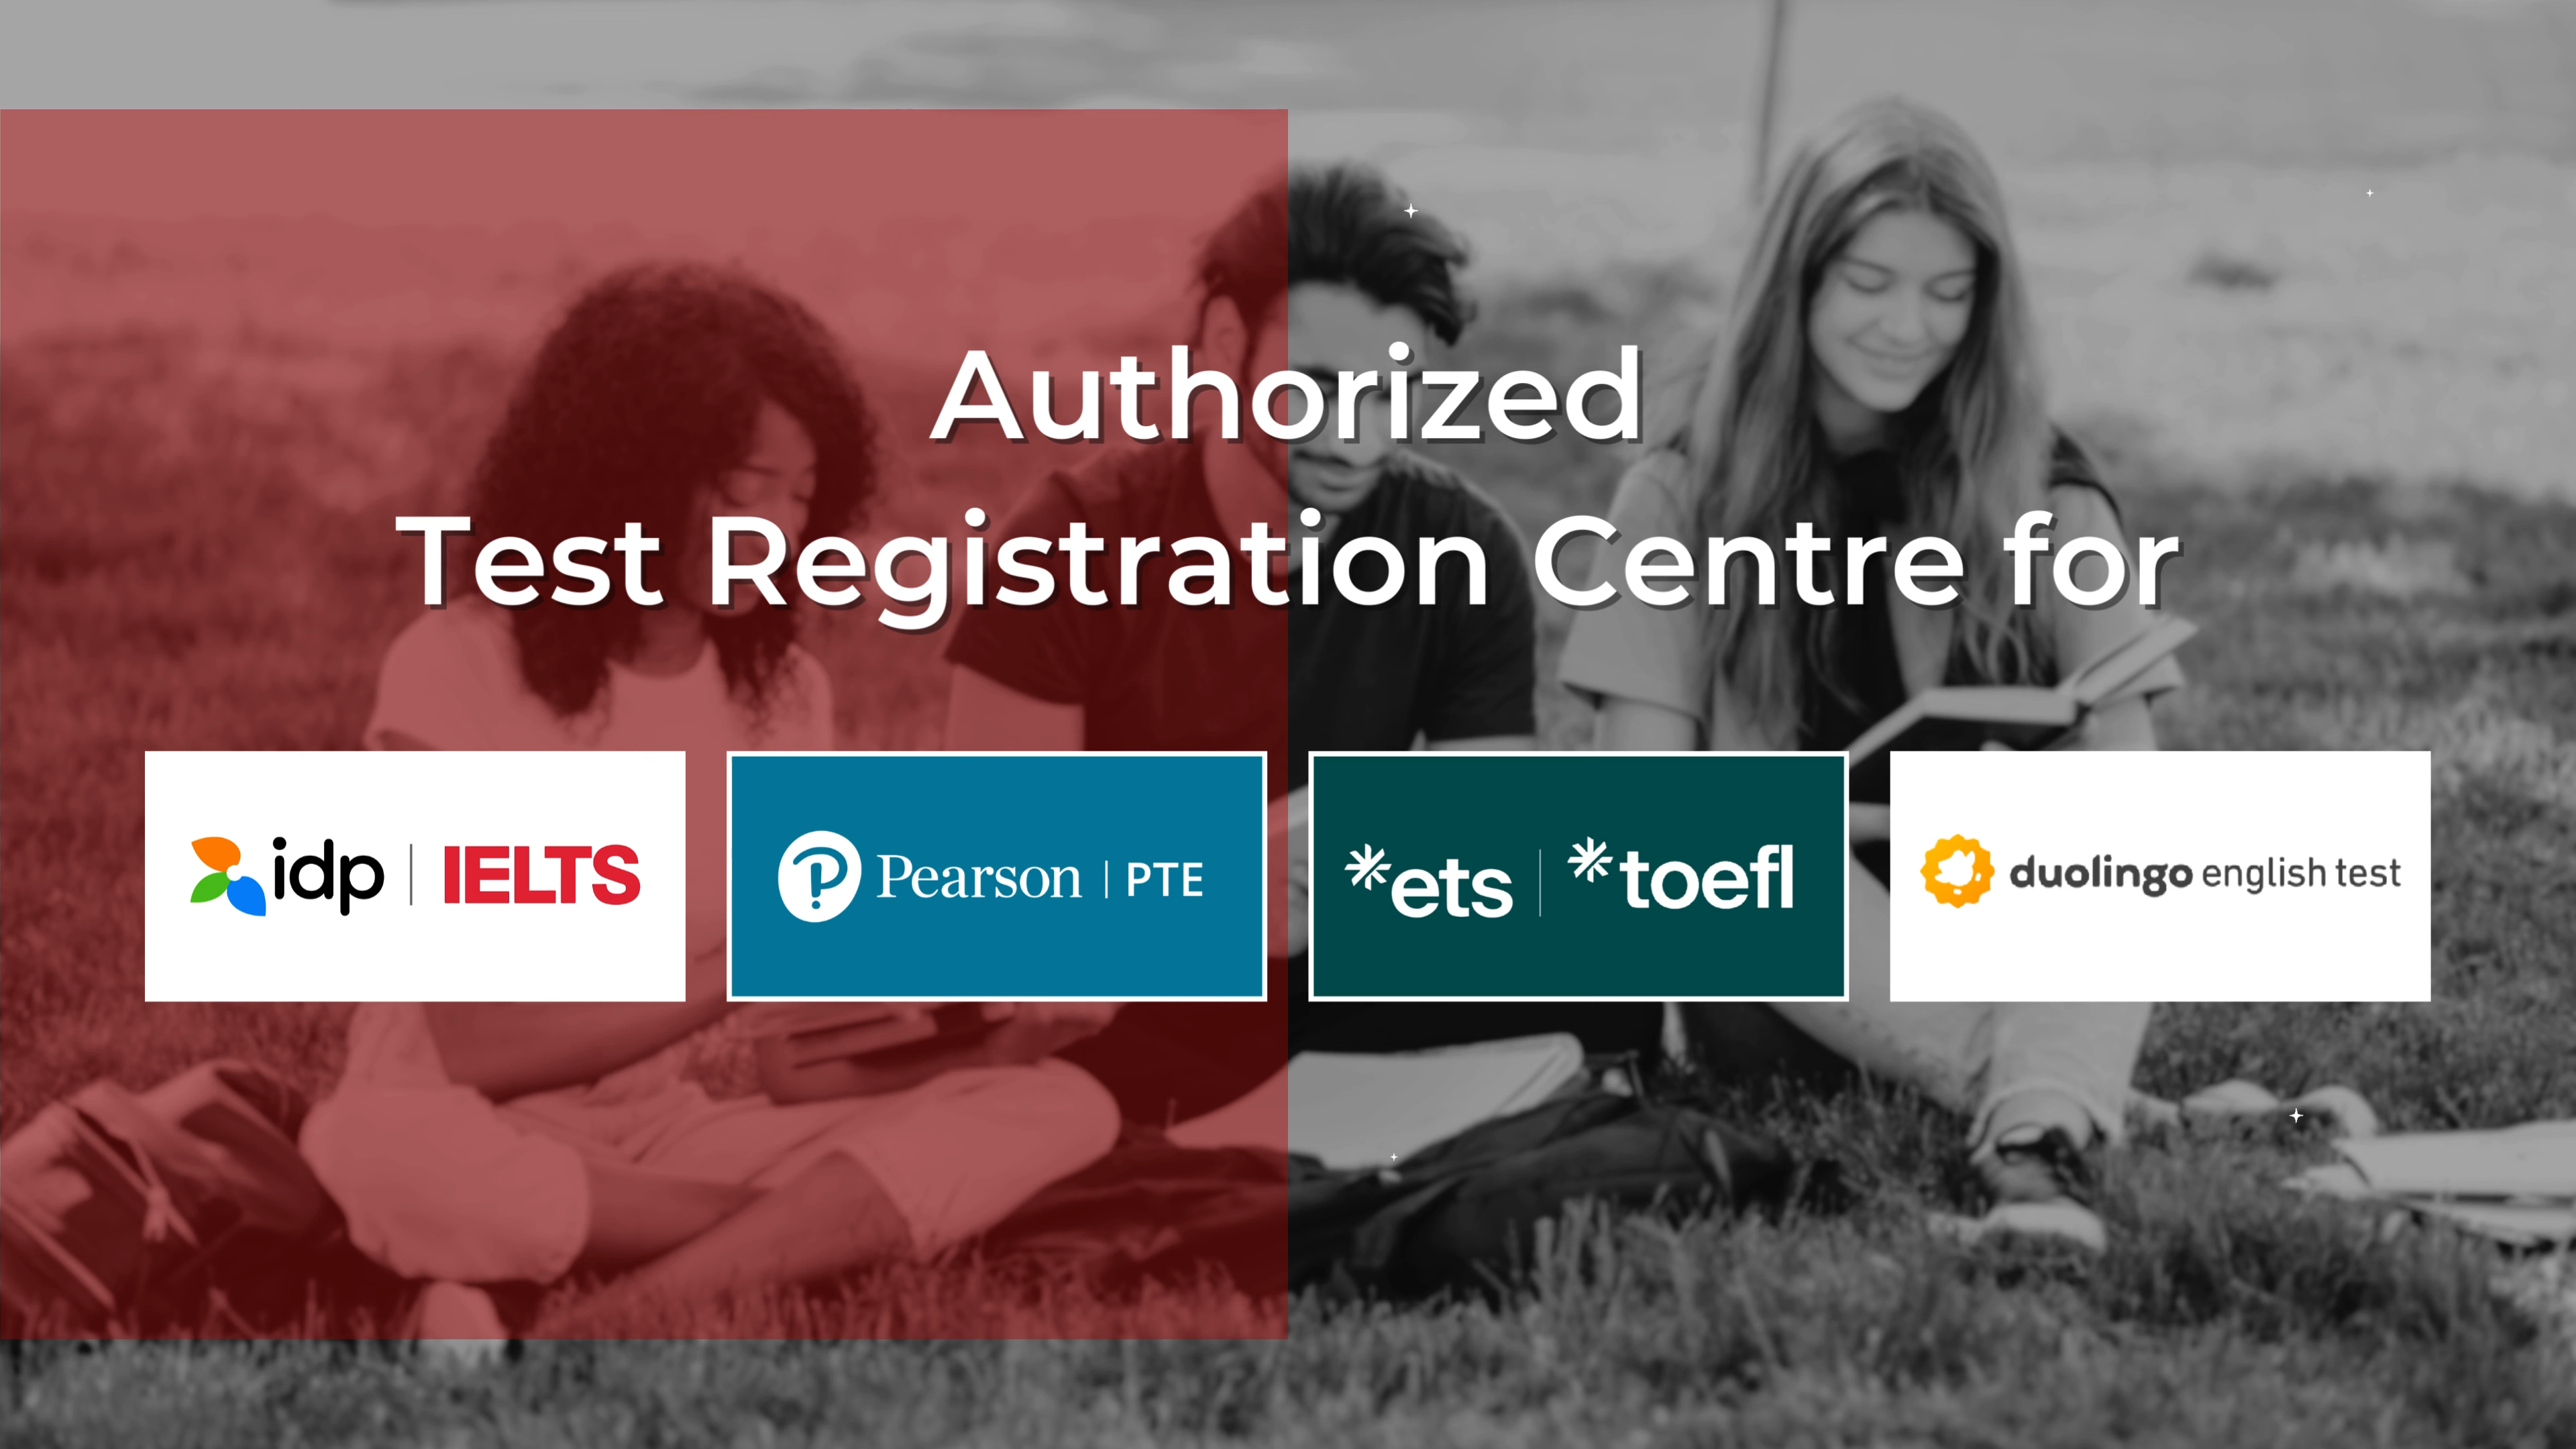 Authorized
Test Registration Centre for
idp | IELTS
Pearson | PTE
ets | toefl
duolingo english test